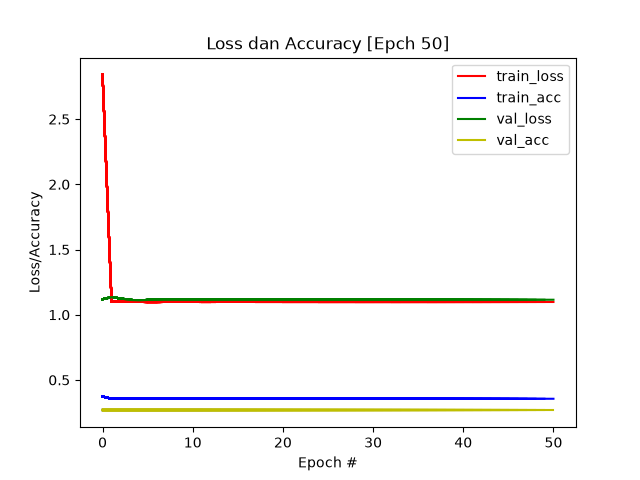 Loss dan Accuracy [Epch 50]
train_loss
train_acc
val_loss
val_acc
2.5
2.0
1.5
1.0
0.5
Loss/Accuracy
0 10 20 30 40 50
Epoch #